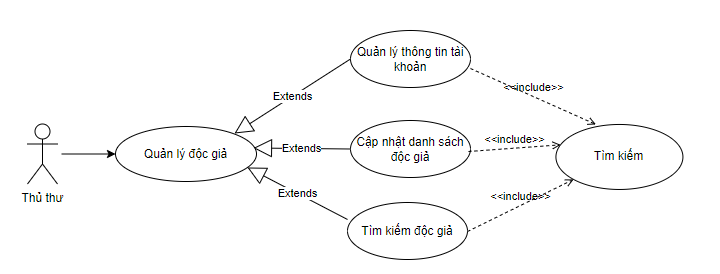 Quản lý thông tin tài
khoản
<<include>>
Extends
Cập nhật danh sách
độc giả
<<include>>
Extends
Quản lý độc giả
Tìm kiếm
Thủ thư
Extends
<<include>>
Tìm kiếm độc giả